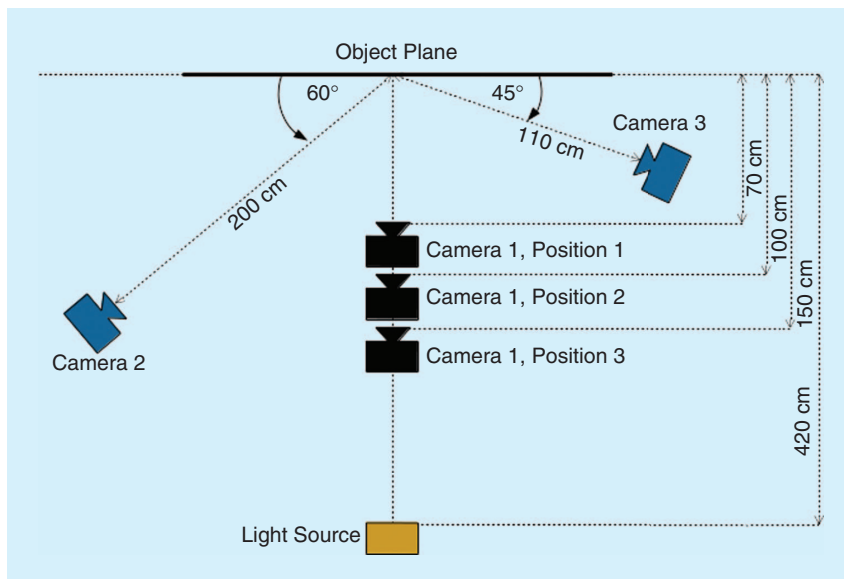 Object Plane
60°
45°
Camera 3
110 cm
70 cm
200 cm
100 cm
Camera 1, Position 1
150 cm
Camera 1, Position 2
Camera 2
Camera 1, Position 3
420 cm
Light Source